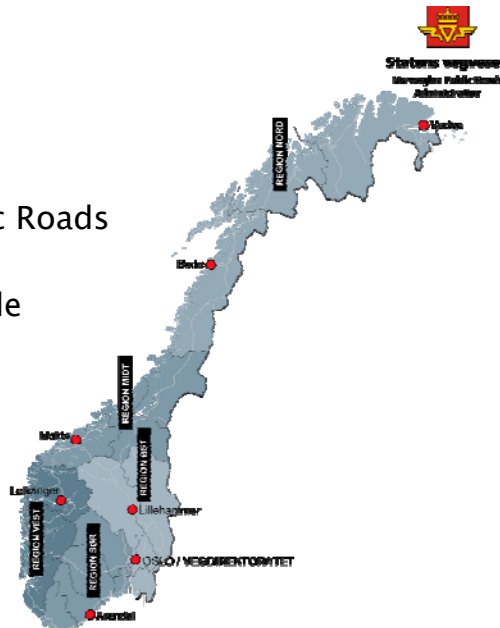 Statens vegvesen
Norwegian Public Roads
Administration
Vadsø
REGION NORD
c Roads
Bodø
le
REGION MIDT
Molde
REGION ØST
Leikanger
Lillehammer
REGION VEST
REGION SØR
OSLO / VEGDIREKTORATET
Arendal